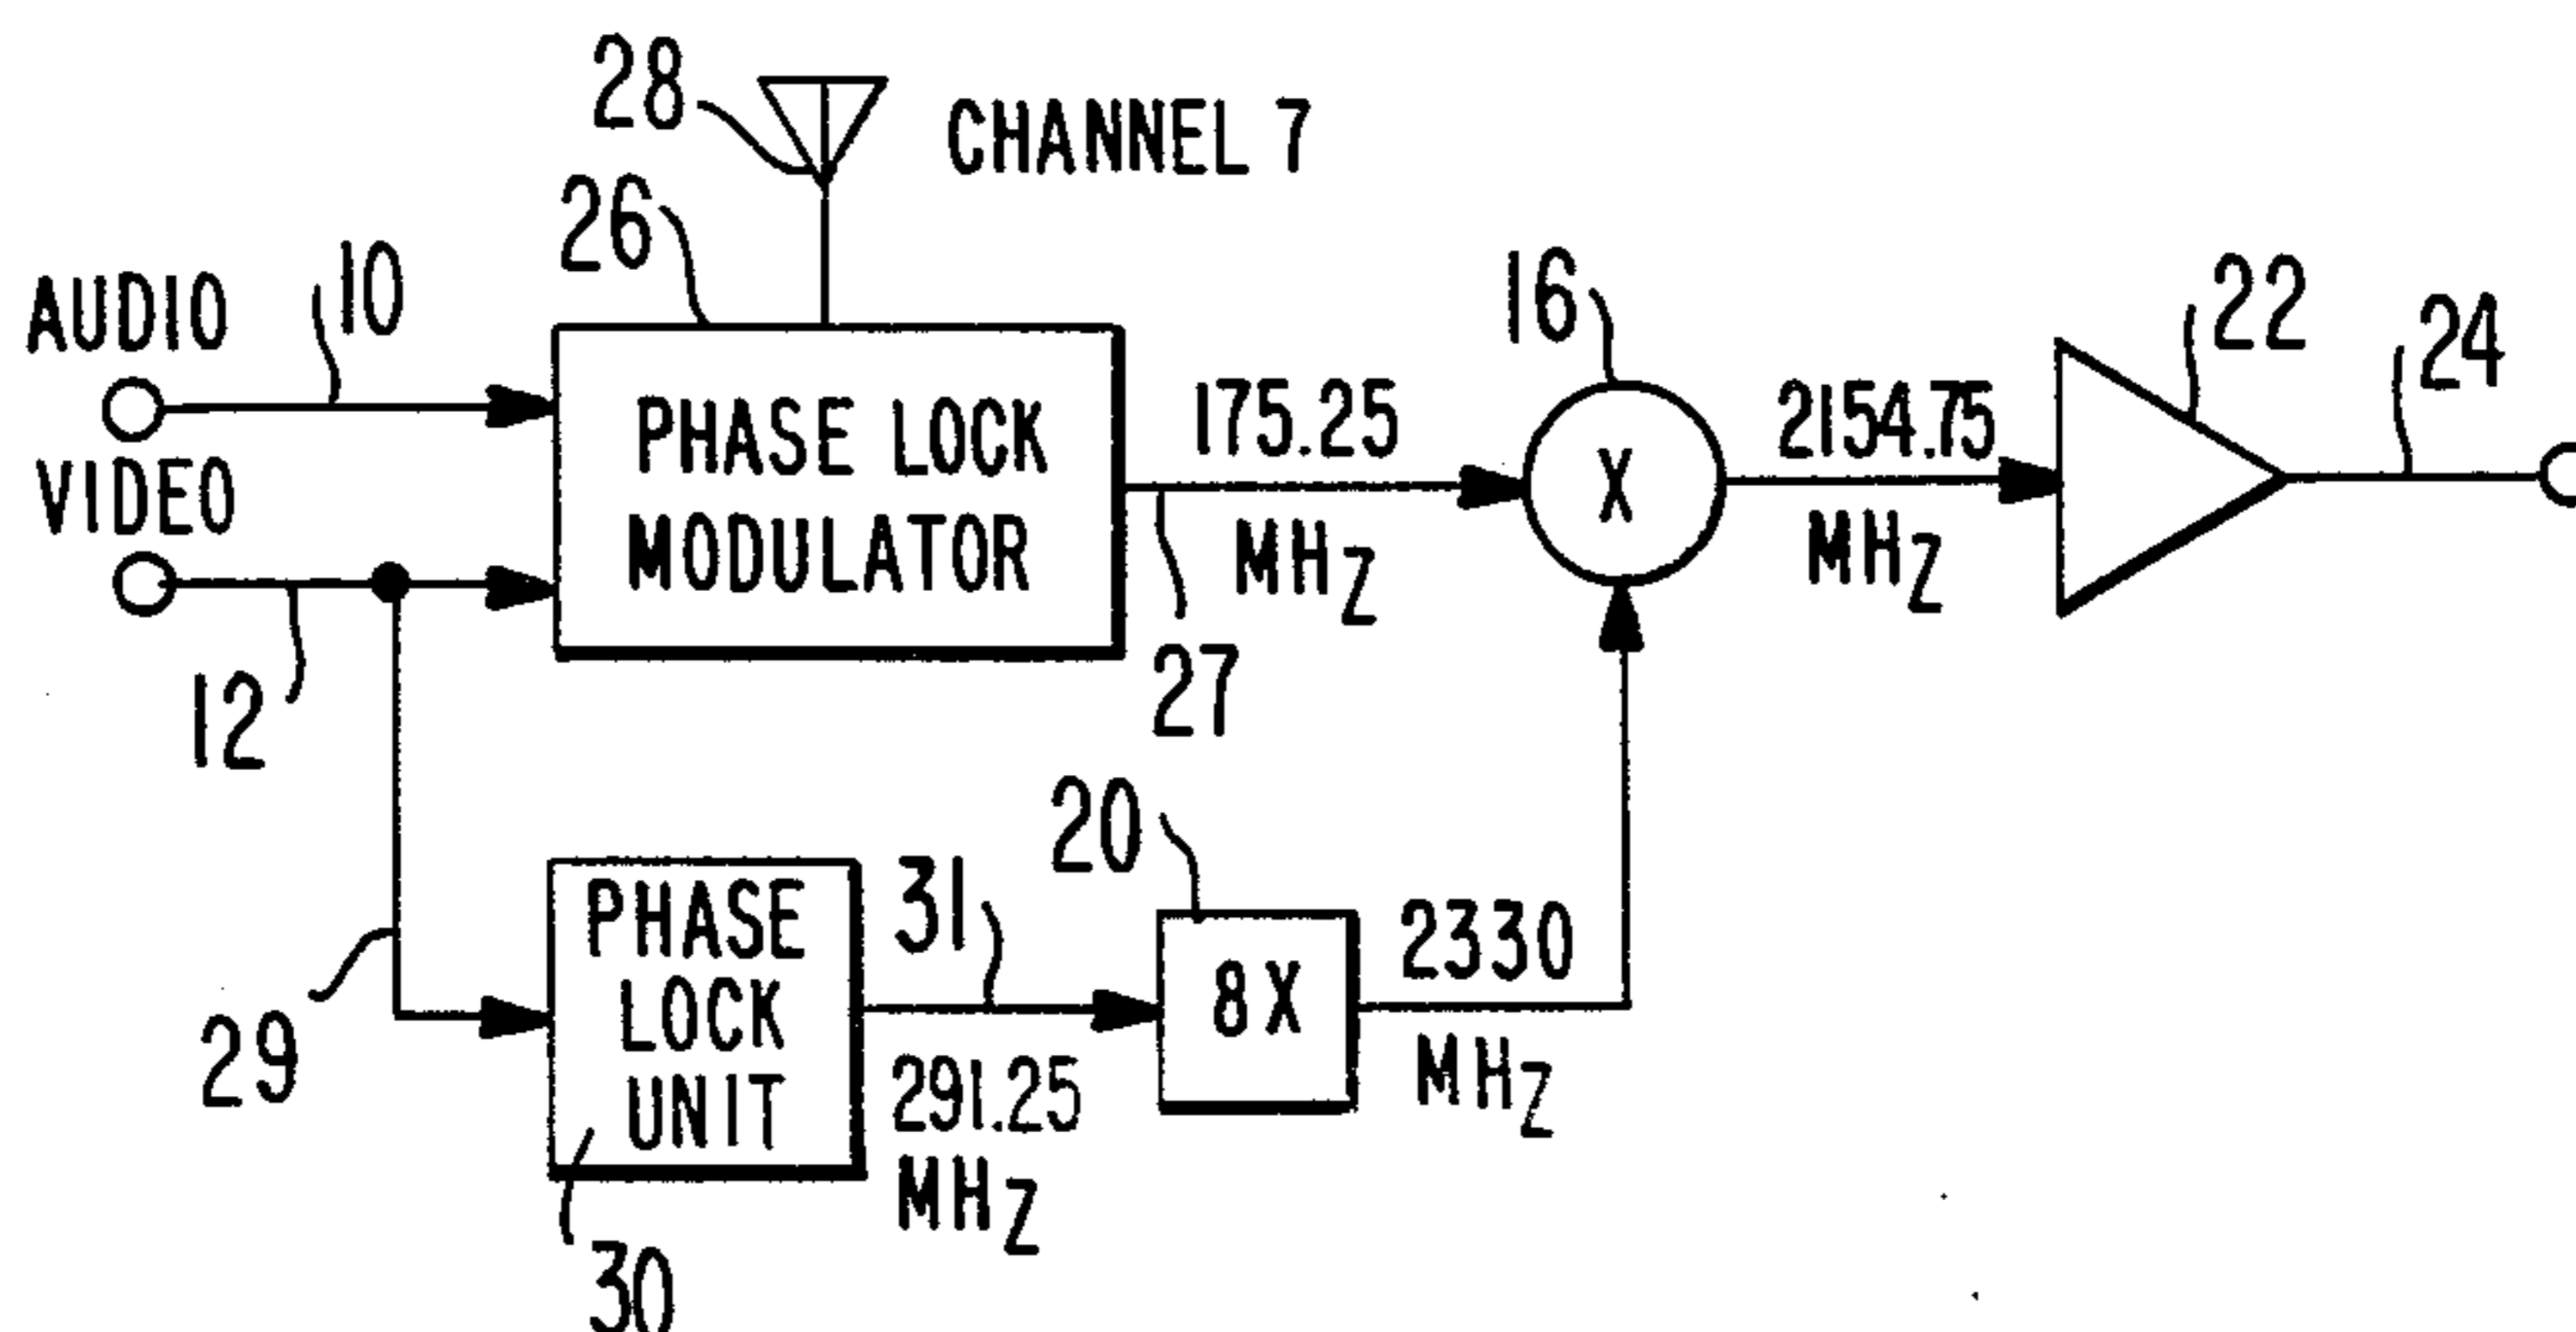 28
CHANNEL 7
26
AUDIO
10
PHASE LOCK
MODULATOR
VIDEO
12
175.25
MHz
27
16
X
2154.75
MHz
22
24
29
PHASE
LOCK
UNIT
30
31
291.25
MHz
20
8X
2330
MHz